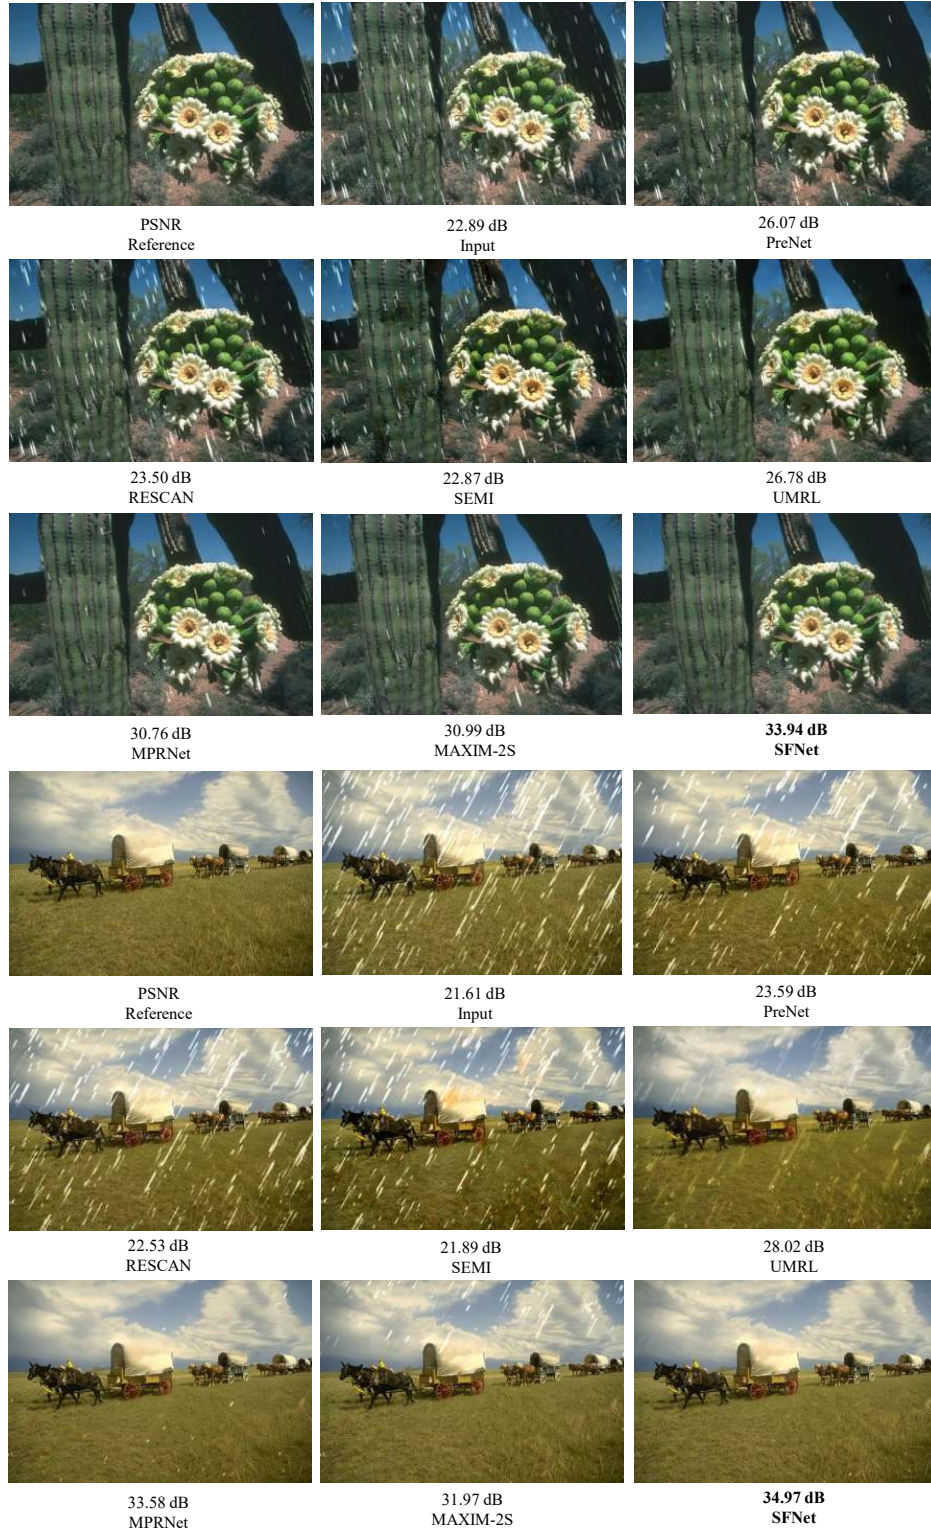 PSNR
Reference
22.89 dB
Input
26.07 dB
PreNet
23.50 dB
RESCAN
22.87 dB
SEMI
26.78 dB
UMRL
30.76 dB
MPRNet
30.99 dB
MAXIM-2S
33.94 dB
SFNet
PSNR
Reference
21.61 dB
Input
23.59 dB
PreNet
22.53 dB
RESCAN
21.89 dB
SEMI
28.02 dB
UMRL
33.58 dB
MPRNet
31.97 dB
MAXIM-2S
34.97 dB
SFNet